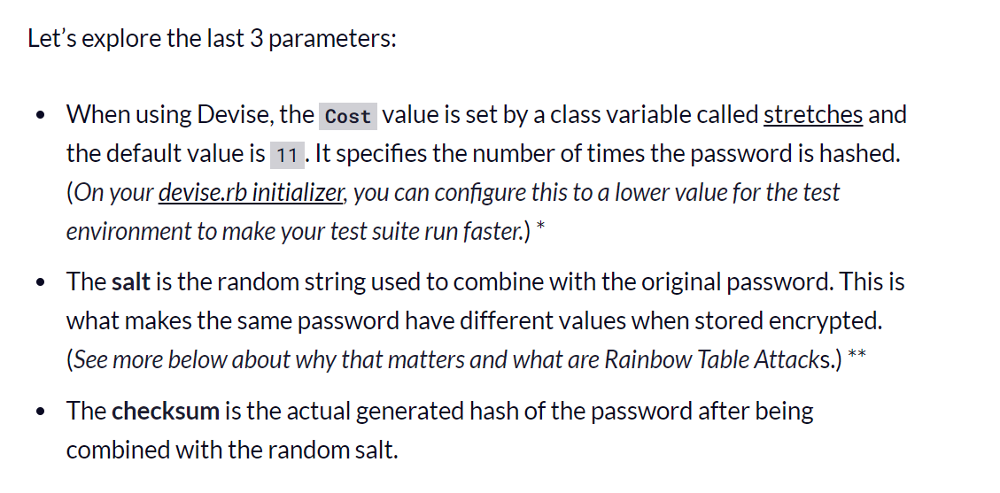 Let’s explore the last 3 parameters:
• When using Devise, the Cost value is set by a class variable called stretches and
the default value is 11 . It specifies the number of times the password is hashed.
(On your devise.rb initializer, you can configure this to a lower value for the test
environment to make your test suite run faster.) *
• The salt is the random string used to combine with the original password. This is
what makes the same password have different values when stored encrypted.
(See more below about why that matters and what are Rainbow Table Attacks.) **
• The checksum is the actual generated hash of the password after being
combined with the random salt.